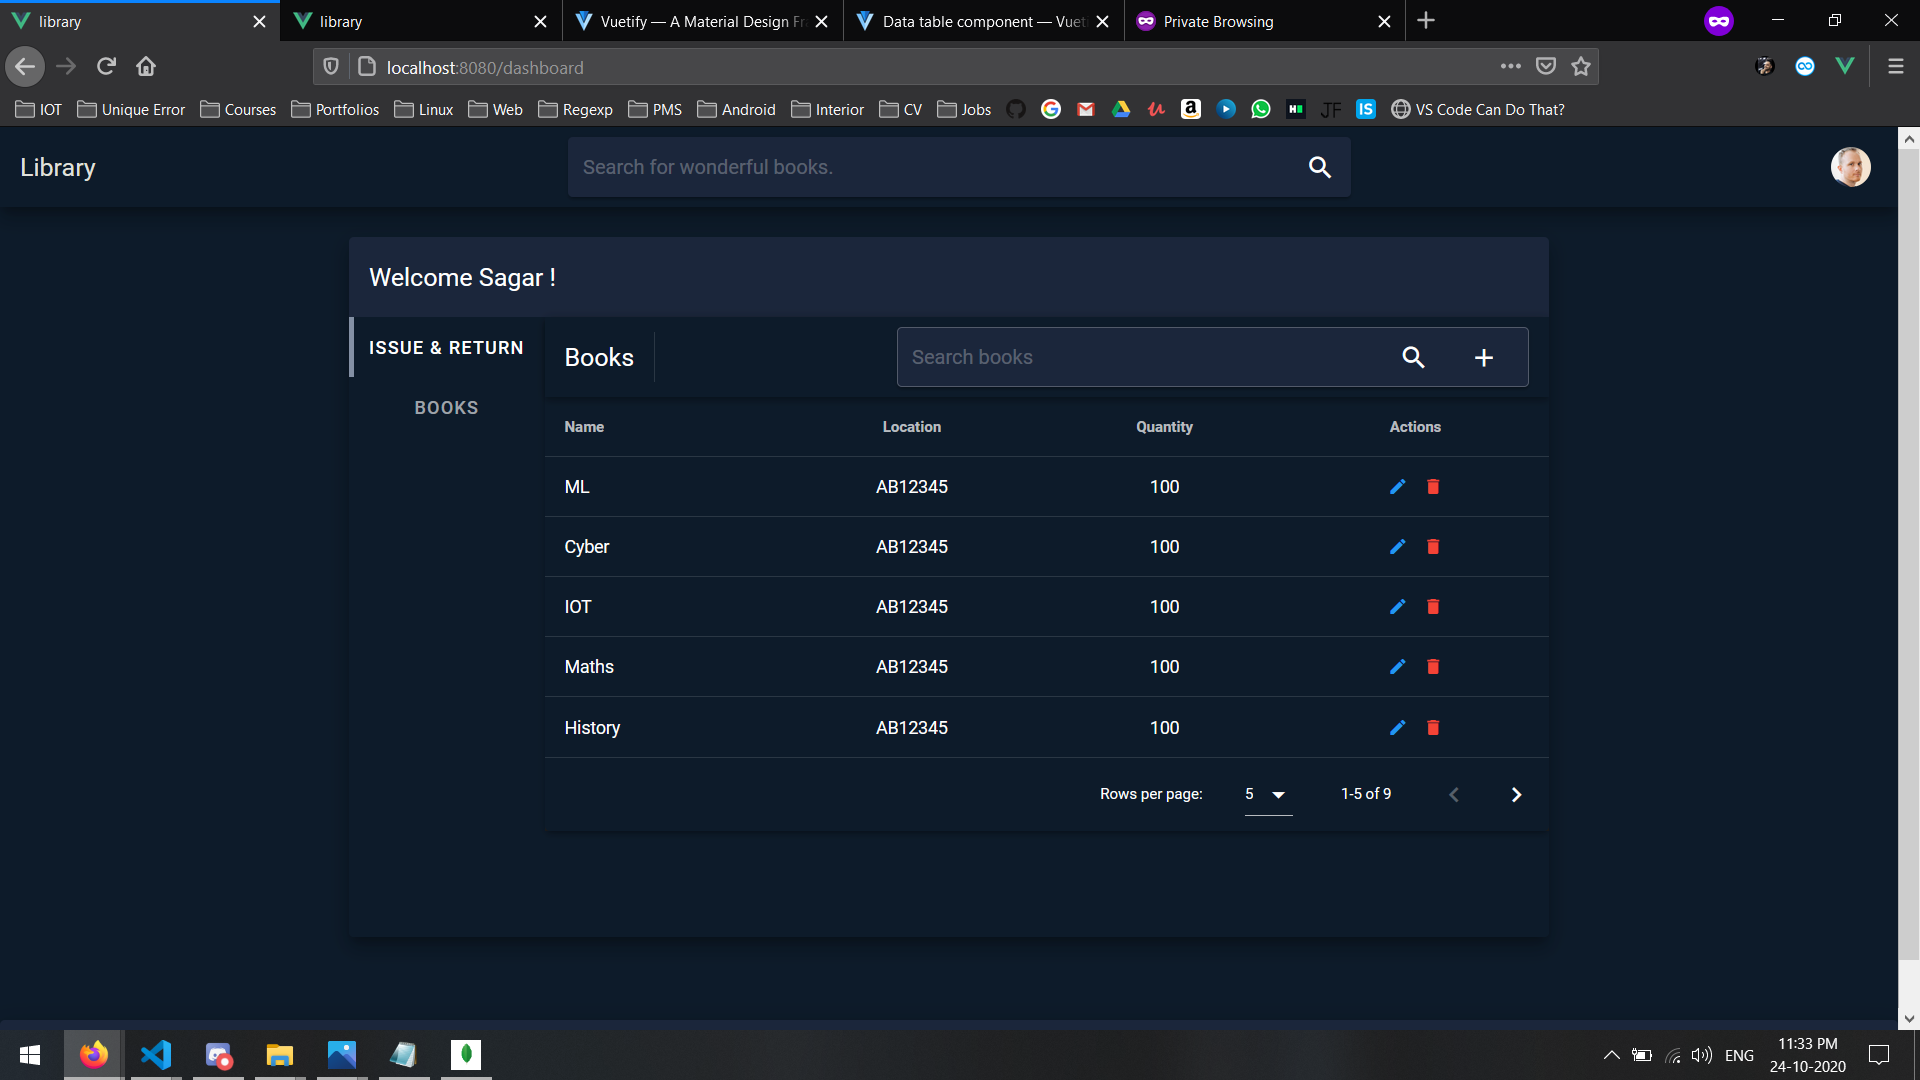 library
library
Vuetify — A Material Design Fr
Data table component — Vueti
Private Browsing
localhost:8080/dashboard
IOT
Unique Error
Courses
Portfolios
Linux
Web
Regexp
PMS
Android
Interior
CV
Jobs
JF
IS
VS Code Can Do That?
Library
Search for wonderful books.
Welcome Sagar !
ISSUE & RETURN
BOOKS
Books
Search books
Name Location Quantity Actions
ML AB12345 100
Cyber AB12345 100
IOT AB12345 100
Maths AB12345 100
History AB12345 100
Rows per page: 5 1-5 of 9
ENG
11:33 PM
24-10-2020